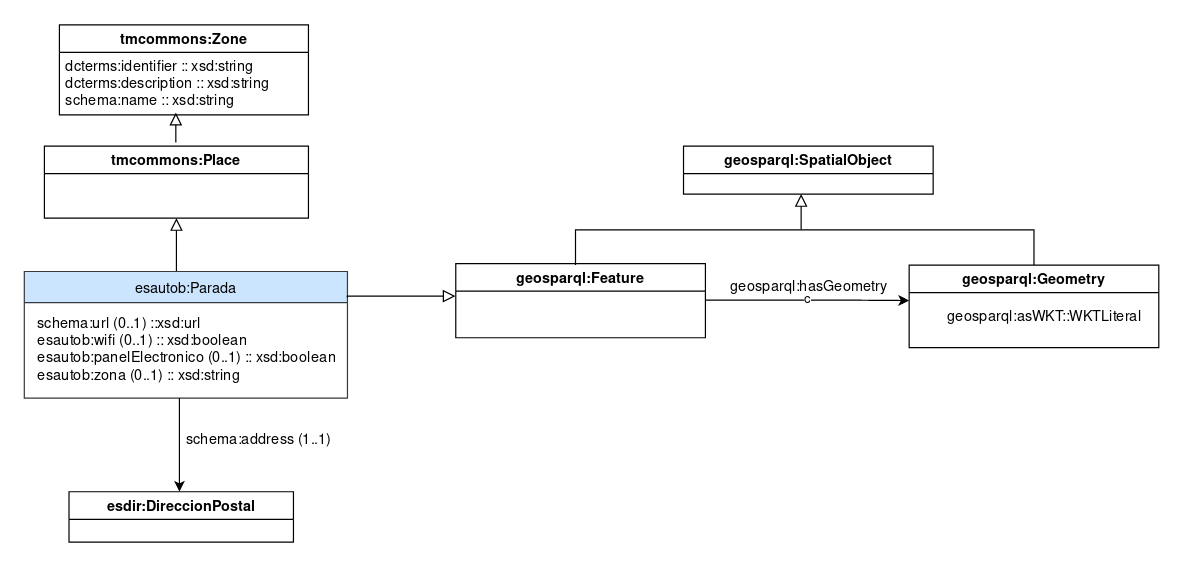 tmcommons:Zone
dcterms:identifier :: xsd:string
dcterms:description :: xsd:string
schema:name :: xsd:string
tmcommons:Place
geosparql:SpatialObject
esautob:Parada
schema:url (0..1) ::xsd:url
esautob:wifi (0..1) :: xsd:boolean
esautob:panelElectronico (0..1) :: xsd:boolean
esautob:zona (0..1) :: xsd:string
geosparql:Feature
geosparql:hasGeometry
c
geosparql:Geometry
geosparql:asWKT::WKTLiteral
schema:address (1..1)
esdir:DireccionPostal